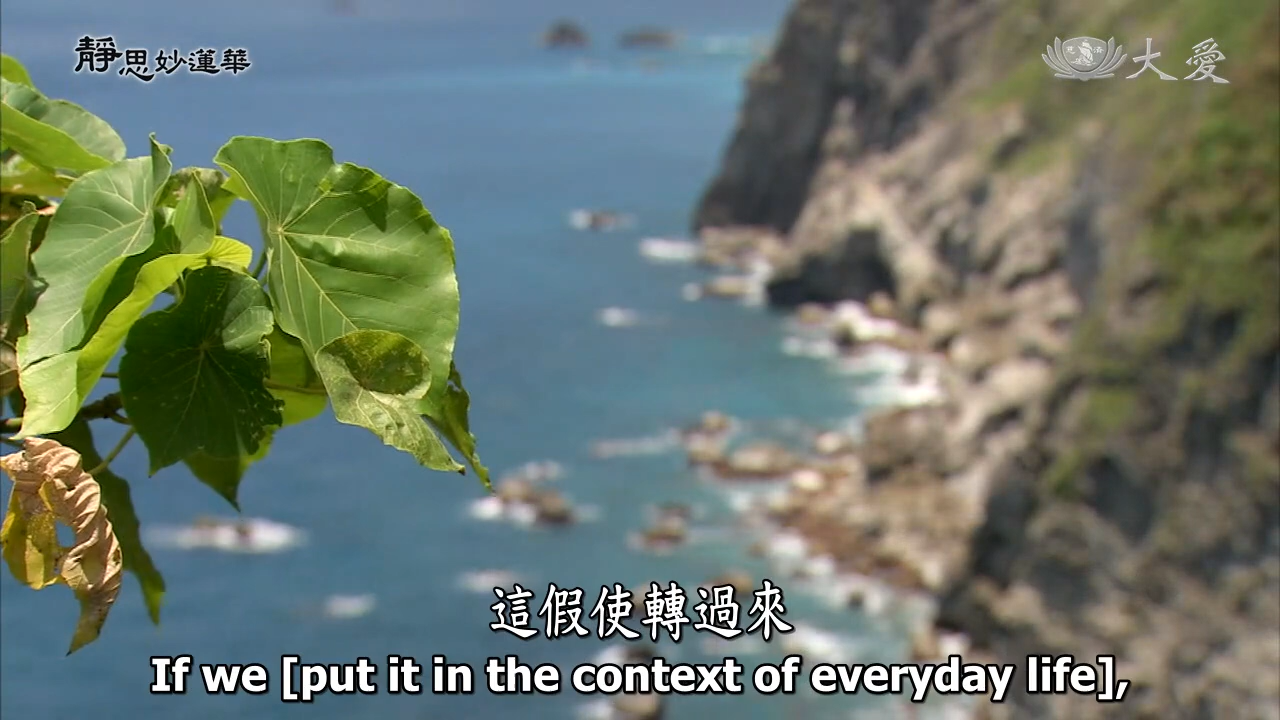 靜思妙蓮華
大愛
這假使轉過來
If we [put it in the context of everyday life],